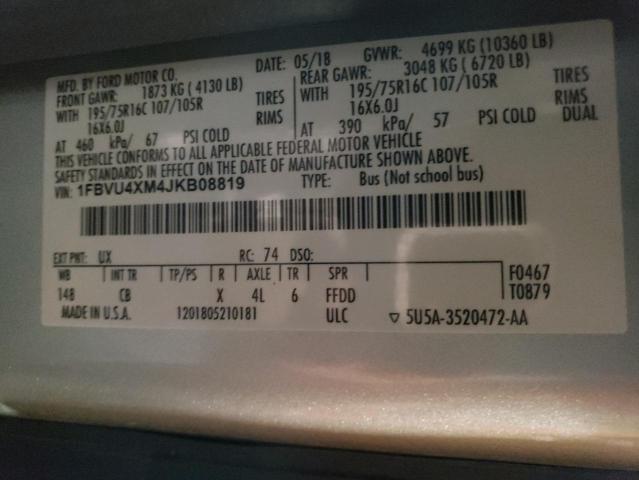 MFD. BY FORD MOTOR CO. DATE: 05/18 GVWR: 4699 KG (10360 LB)
FRONT GAWR: 1873 KG ( 4130 LB) REAR GAWR: 3048 KG ( 6720 LB)
WITH 195/75R16C 107/105R TIRES WITH 195/75R16C 107/105R TIRES
16X6.0J RIMS 16X6.0J RIMS
AT 460 kPa/ 67 PSI COLD AT 390 kPa/ 57 PSI COLD DUAL
THIS VEHICLE CONFORMS TO ALL APPLICABLE FEDERAL MOTOR VEHICLE
SAFETY STANDARDS IN EFFECT ON THE DATE OF MANUFACTURE SHOWN ABOVE.
VIN: 1FBVU4XM4JKB08819 TYPE: Bus (Not school bus)
EXT PNT: UX RC: 74 DSO:
WB INT TR TP/PS R AXLE TR SPR F0467
148 CB X 4L 6 FFDD T0879
MADE IN U.S.A. 1201805210181 ULC ▽ 5U5A-3520472-AA